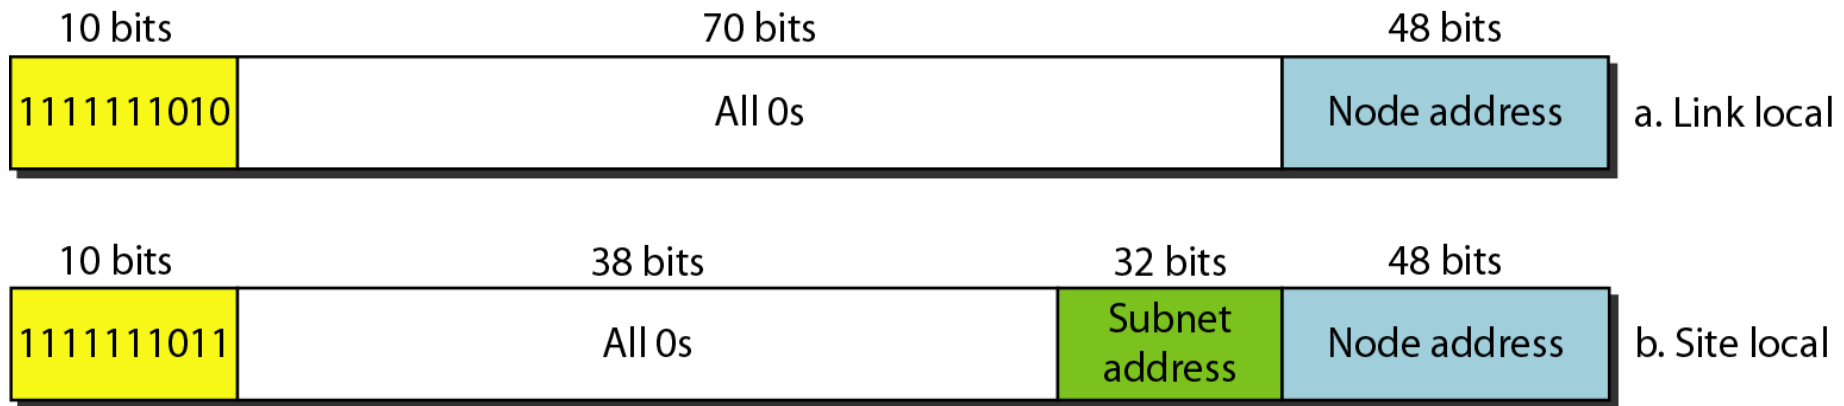 10 bits 70 bits 48 bits
1111111010 All 0s Node address a. Link local
10 bits 38 bits 32 bits 48 bits
1111111011 All 0s Subnet address Node address b. Site local